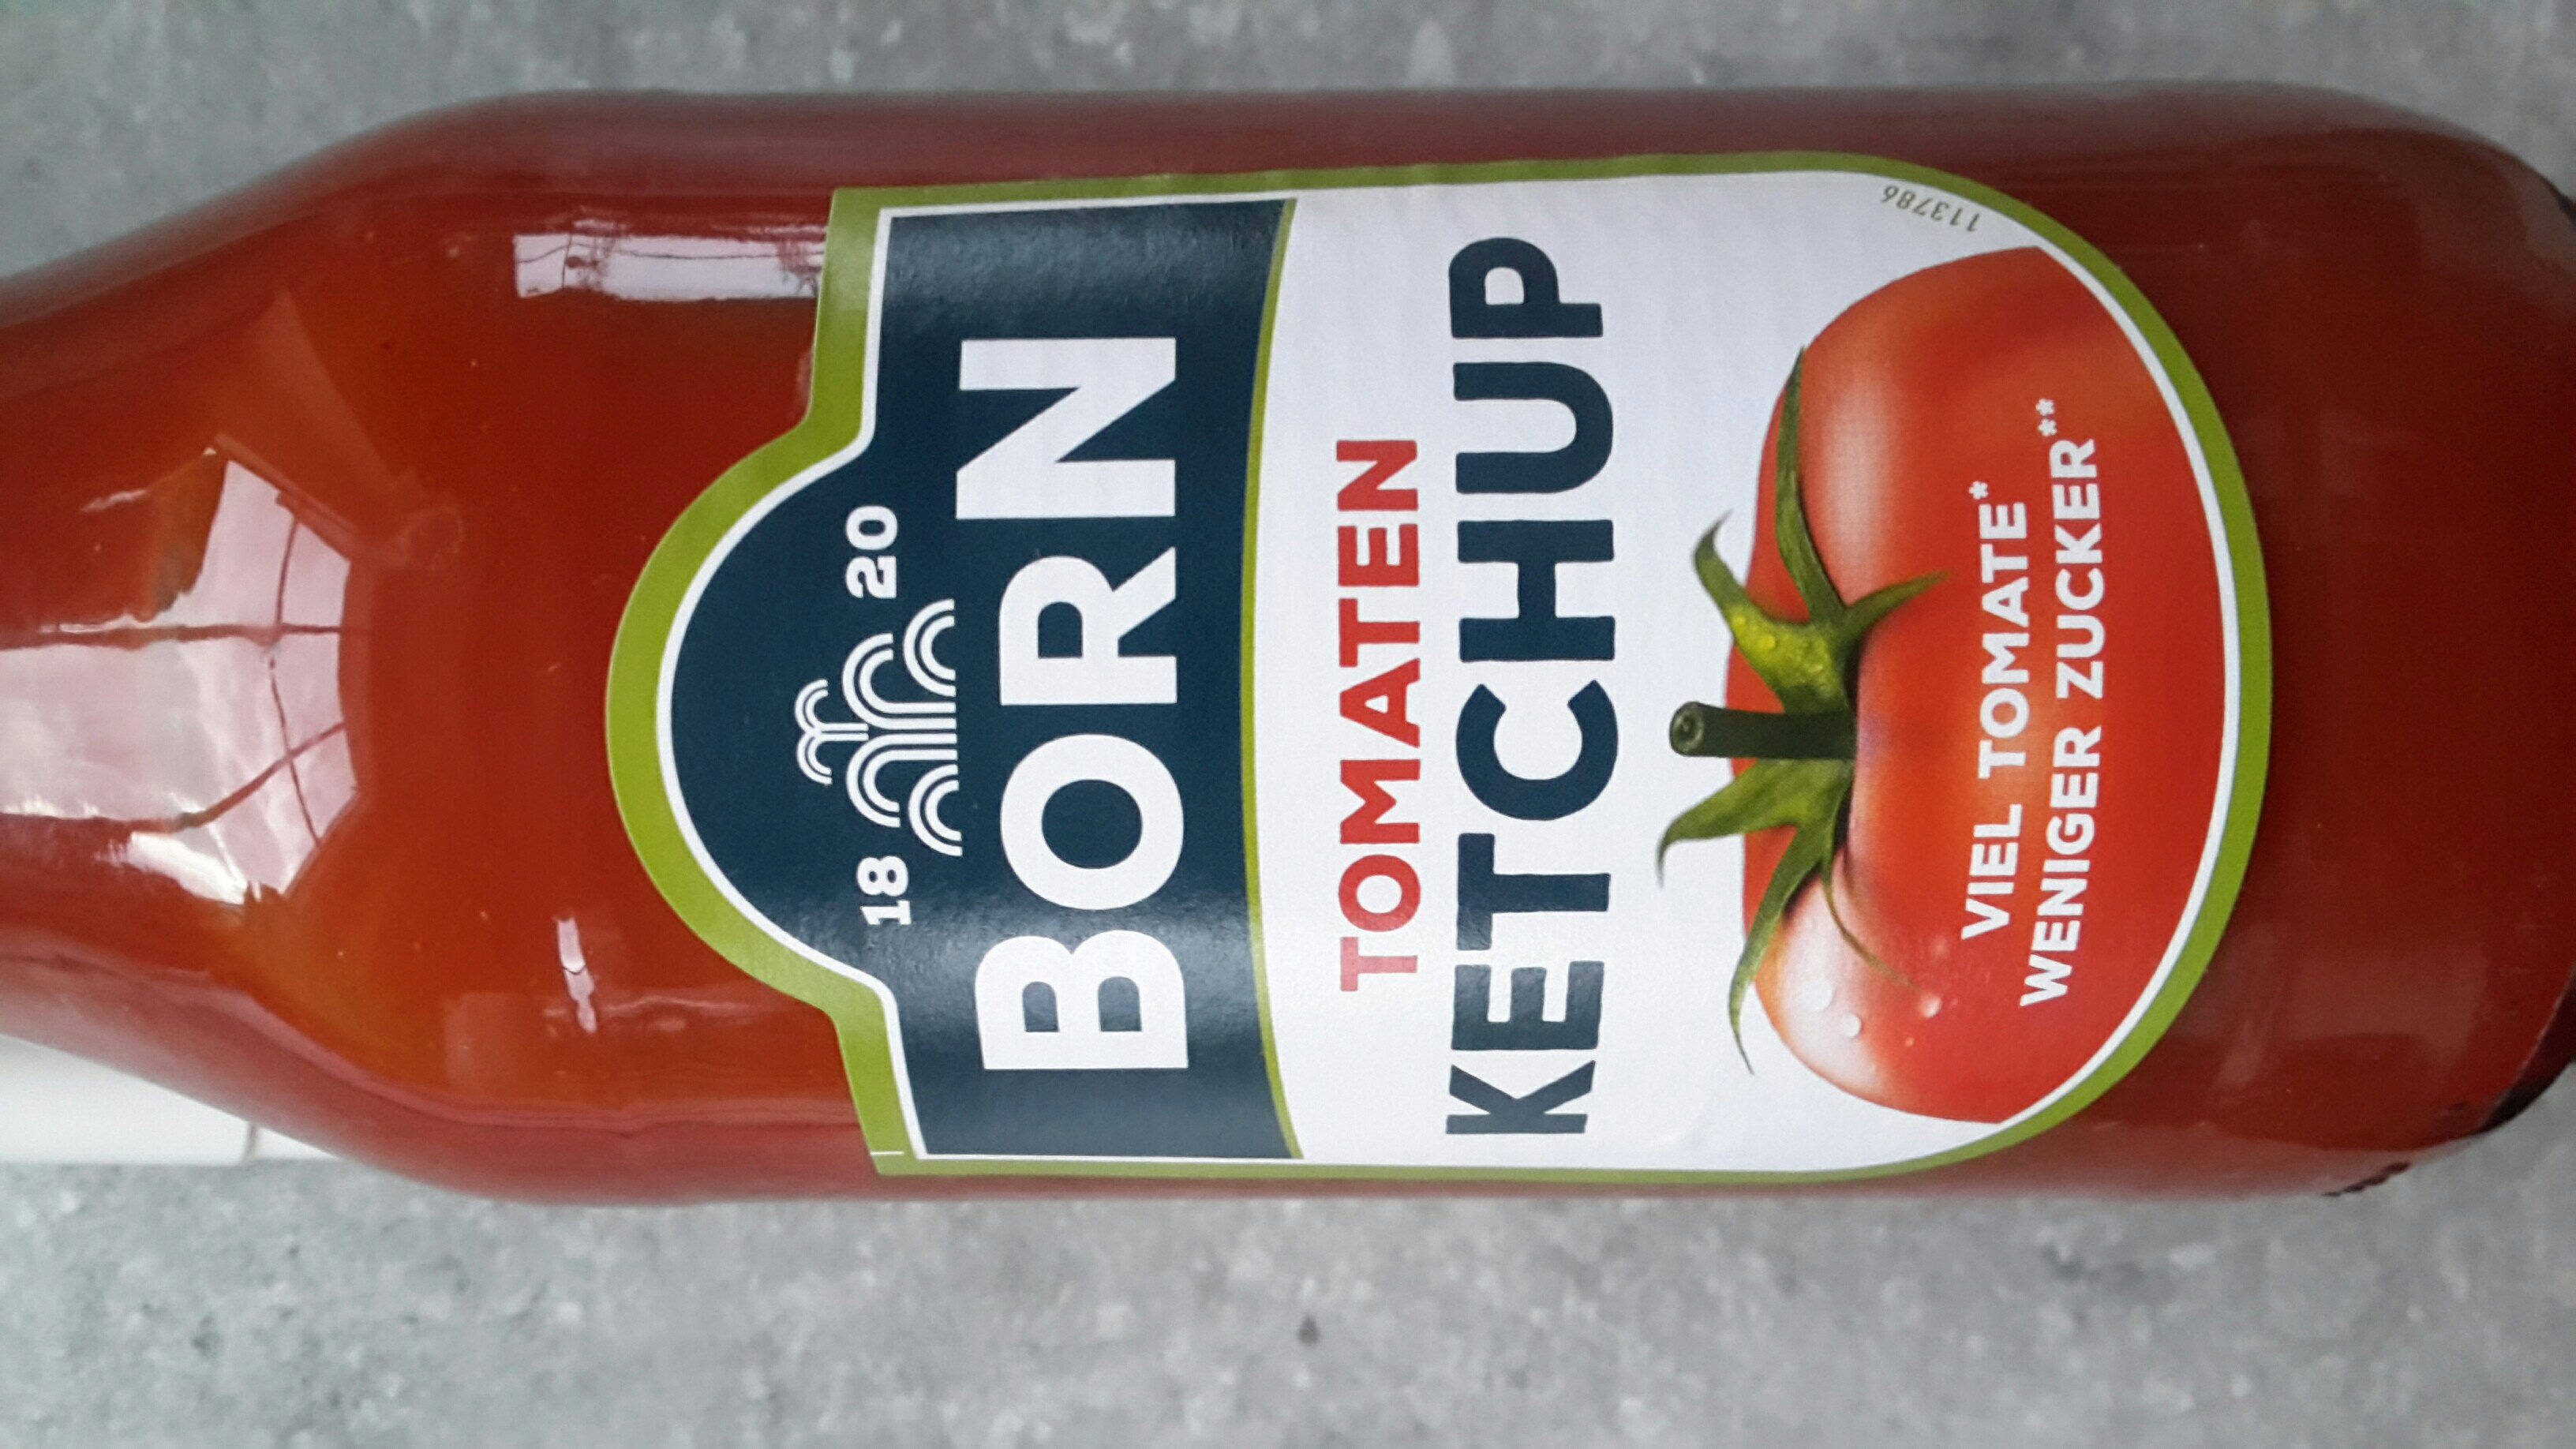 18 20
BORN
TOMATEN
KETCHUP
VIEL TOMATE*
WENIGER ZUCKER**
113786